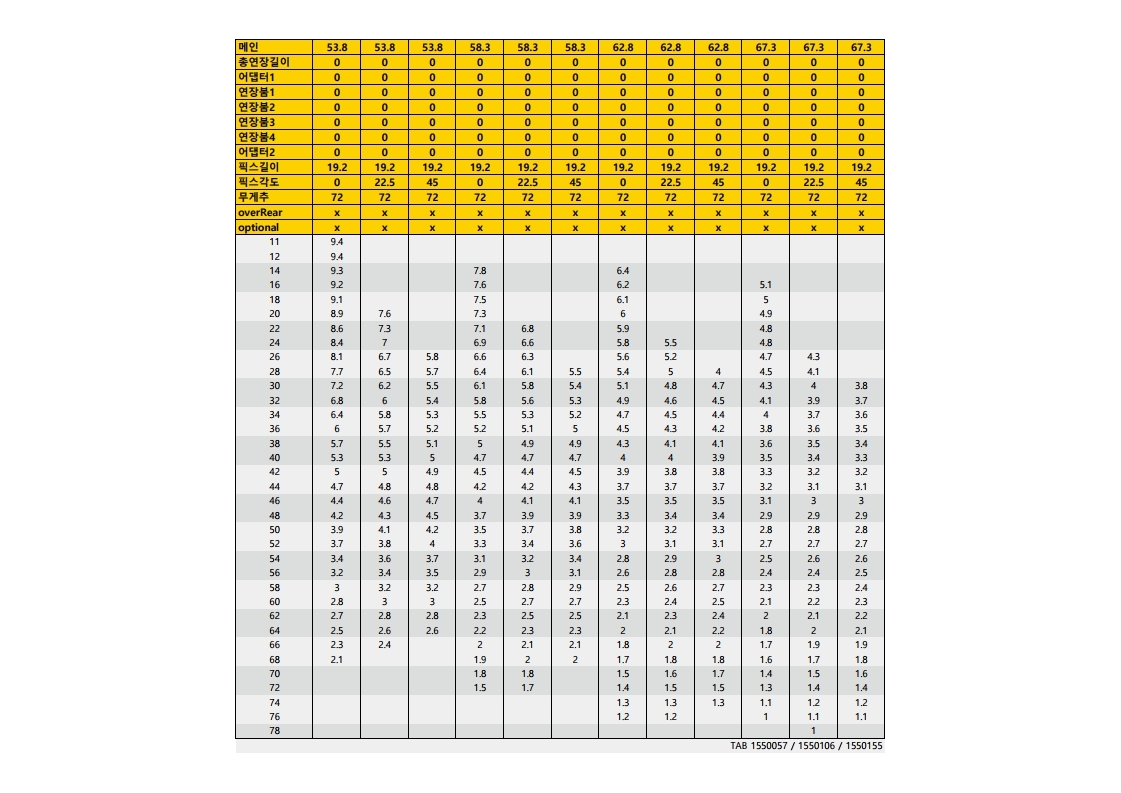 메인 53.8 53.8 53.8 58.3 58.3 58.3 62.8 62.8 62.8 67.3 67.3 67.3
총연장길이 0 0 0 0 0 0 0 0 0 0 0 0
어댑터1 0 0 0 0 0 0 0 0 0 0 0 0
연장붐1 0 0 0 0 0 0 0 0 0 0 0 0
연장붐2 0 0 0 0 0 0 0 0 0 0 0 0
연장붐3 0 0 0 0 0 0 0 0 0 0 0 0
연장붐4 0 0 0 0 0 0 0 0 0 0 0 0
어댑터2 0 0 0 0 0 0 0 0 0 0 0 0
픽스길이 19.2 19.2 19.2 19.2 19.2 19.2 19.2 19.2 19.2 19.2 19.2 19.2
픽스각도 0 22.5 45 0 22.5 45 0 22.5 45 0 22.5 45
무게추 72 72 72 72 72 72 72 72 72 72 72 72
overRear x x x x x x x x x x x x
optional x x x x x x x x x x x x
11 9.4
12 9.4
14 9.3 7.8 6.4
16 9.2 7.6 6.2 5.1
18 9.1 7.5 6.1 5
20 8.9 7.6 7.3 6 4.9
22 8.6 7.3 7.1 6.8 5.9 4.8
24 8.4 7 6.9 6.6 5.8 5.5 4.8
26 8.1 6.7 5.8 6.6 6.3 5.6 5.2 4.7 4.3
28 7.7 6.5 5.7 6.4 6.1 5.5 5.4 5 4 4.5 4.1
30 7.2 6.2 5.5 6.1 5.8 5.4 5.1 4.8 4.7 4.3 4 3.8
32 6.8 6 5.4 5.8 5.6 5.3 4.9 4.6 4.5 4.1 3.9 3.7
34 6.4 5.8 5.3 5.5 5.3 5.2 4.7 4.5 4.4 4 3.7 3.6
36 6 5.7 5.2 5.2 5.1 5 4.5 4.3 4.2 3.8 3.6 3.5
38 5.7 5.5 5.1 5 4.9 4.9 4.3 4.1 4.1 3.6 3.5 3.4
40 5.3 5.3 5 4.7 4.7 4.7 4 4 3.9 3.5 3.4 3.3
42 5 5 4.9 4.5 4.4 4.5 3.9 3.8 3.8 3.3 3.2 3.2
44 4.7 4.8 4.8 4.2 4.2 4.3 3.7 3.7 3.7 3.2 3.1 3.1
46 4.4 4.6 4.7 4 4.1 4.1 3.5 3.5 3.5 3.1 3 3
48 4.2 4.3 4.5 3.7 3.9 3.9 3.3 3.4 3.4 2.9 2.9 2.9
50 3.9 4.1 4.2 3.5 3.7 3.8 3.2 3.2 3.3 2.8 2.8 2.8
52 3.7 3.8 4 3.3 3.4 3.6 3 3.1 3.1 2.7 2.7 2.7
54 3.4 3.6 3.7 3.1 3.2 3.4 2.8 2.9 3 2.5 2.6 2.6
56 3.2 3.4 3.5 2.9 3 3.1 2.6 2.8 2.8 2.4 2.4 2.5
58 3 3.2 3.2 2.7 2.8 2.9 2.5 2.6 2.7 2.3 2.3 2.4
60 2.8 3 3 2.5 2.7 2.7 2.3 2.4 2.5 2.1 2.2 2.3
62 2.7 2.8 2.8 2.3 2.5 2.5 2.1 2.3 2.4 2 2.1 2.2
64 2.5 2.6 2.6 2.2 2.3 2.3 2 2.1 2.2 1.8 2 2.1
66 2.3 2.4 2 2.1 2.1 1.8 2 2 1.7 1.9 1.9
68 2.1 1.9 2 2 1.7 1.8 1.8 1.6 1.7 1.8
70 1.8 1.8 1.5 1.6 1.7 1.4 1.5 1.6
72 1.5 1.7 1.4 1.5 1.5 1.3 1.4 1.4
74 1.3 1.3 1.3 1.1 1.2 1.2
76 1.2 1.2 1 1.1 1.1
78 1
TAB 1550057 / 1550106 / 1550155